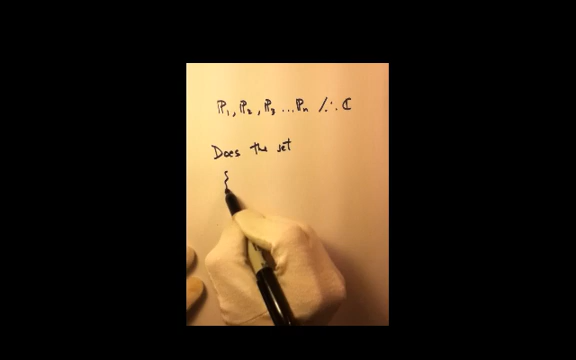 ℙ₁, ℙ₂, ℙ₃ ... ℙₙ /∴ ℂ
Does the set
{